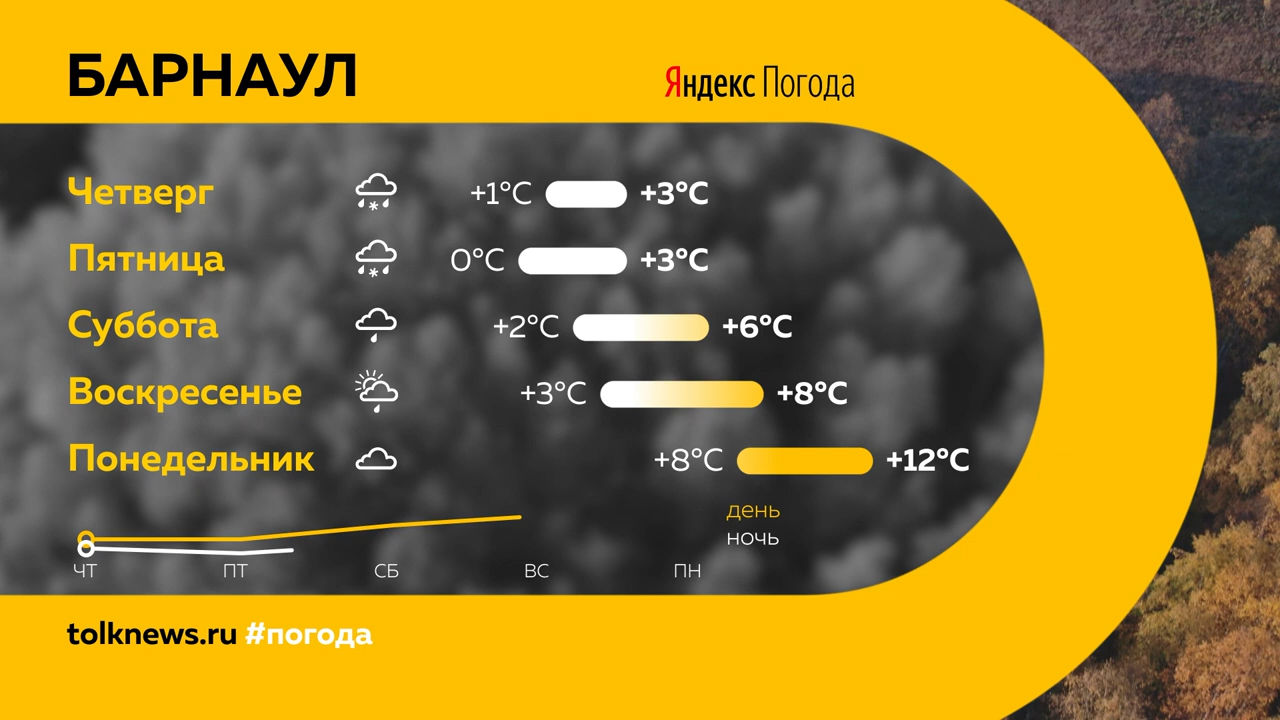 БАРНАУЛ
Яндекс Погода
Четверг +1°C +3°C
Пятница 0°C +3°C
Суббота +2°C +6°C
Воскресенье +3°C +8°C
Понедельник +8°C +12°C
день
ночь
ЧТ ПТ СБ ВС ПН
tolknews.ru #погода